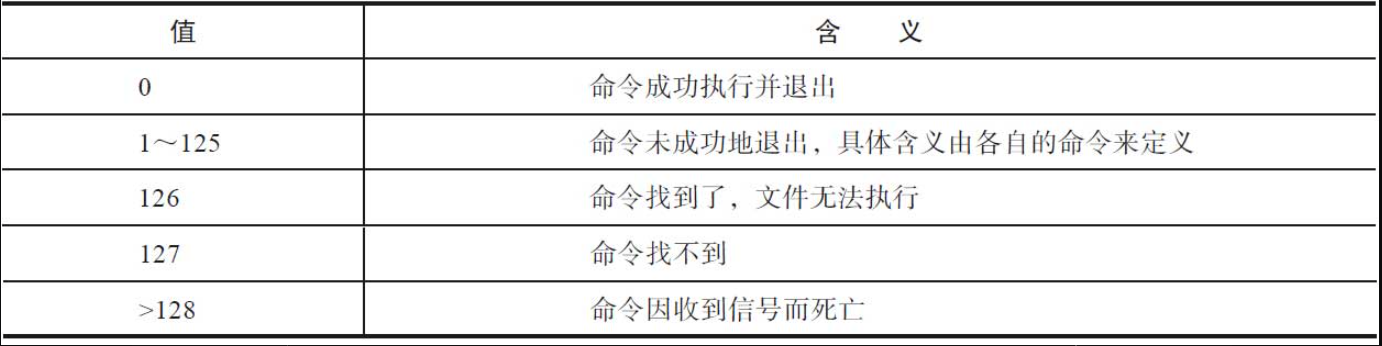 值 含 义
0 命令成功执行并退出
1～125 命令未成功地退出，具体含义由各自的命令来定义
126 命令找到了，文件无法执行
127 命令找不到
>128 命令因收到信号而死亡